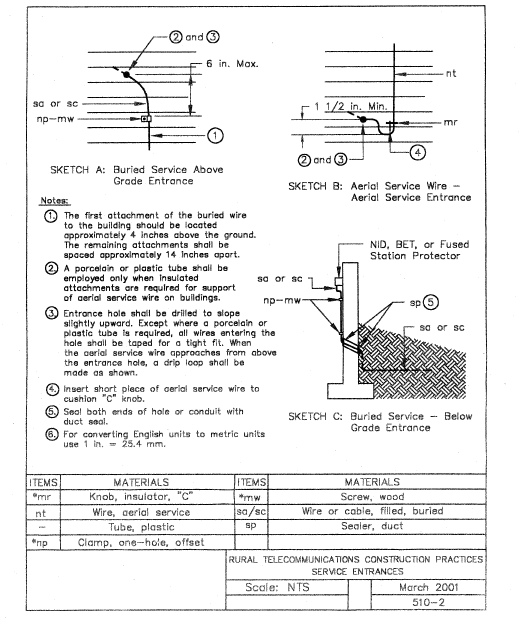 ② and ③
6 in. Max.
sa or sc
np-mw
①
SKETCH A: Buried Service Above
Grade Entrance
nt
1 1/2 in. Min.
mr
② and ③
④
SKETCH B: Aerial Service Wire –
Aerial Service Entrance
Notes:
① The first attachment of the buried wire
to the building should be located
approximately 4 inches above the ground.
The remaining attachments shall be
spaced approximately 14 inches apart.
② A porcelain or plastic tube shall be
employed only when insulated
attachments are required for support
of aerial service wire on buildings.
③ Entrance hole shall be drilled to slope
slightly upward. Except where a porcelain or
plastic tube is required, all wires entering the
hole shall be taped for a tight fit. When
the aerial service wire approaches from above
the entrance hole, a drip loop shall be
made as shown.
④ Insert short piece of aerial service wire to
cushion "C" knob.
⑤ Seal both ends of hole or conduit with
duct seal.
⑥ For converting English units to metric units
use 1 in. = 25.4 mm.
NID, BET, or Fused
Station Protector
sa or sc
np-mw
sp ⑤
sa or sc
SKETCH C: Buried Service – Below
Grade Entrance
ITEMS MATERIALS ITEMS MATERIALS
*mr Knob, insulator, "C" *mw Screw, wood
nt Wire, aerial service sa/sc Wire or cable, filled, buried
– Tube, plastic sp Sealer, duct
*np Clamp, one-hole, offset
RURAL TELECOMMUNICATIONS CONSTRUCTION PRACTICES
SERVICE ENTRANCES
Scale: NTS March 2001
510-2